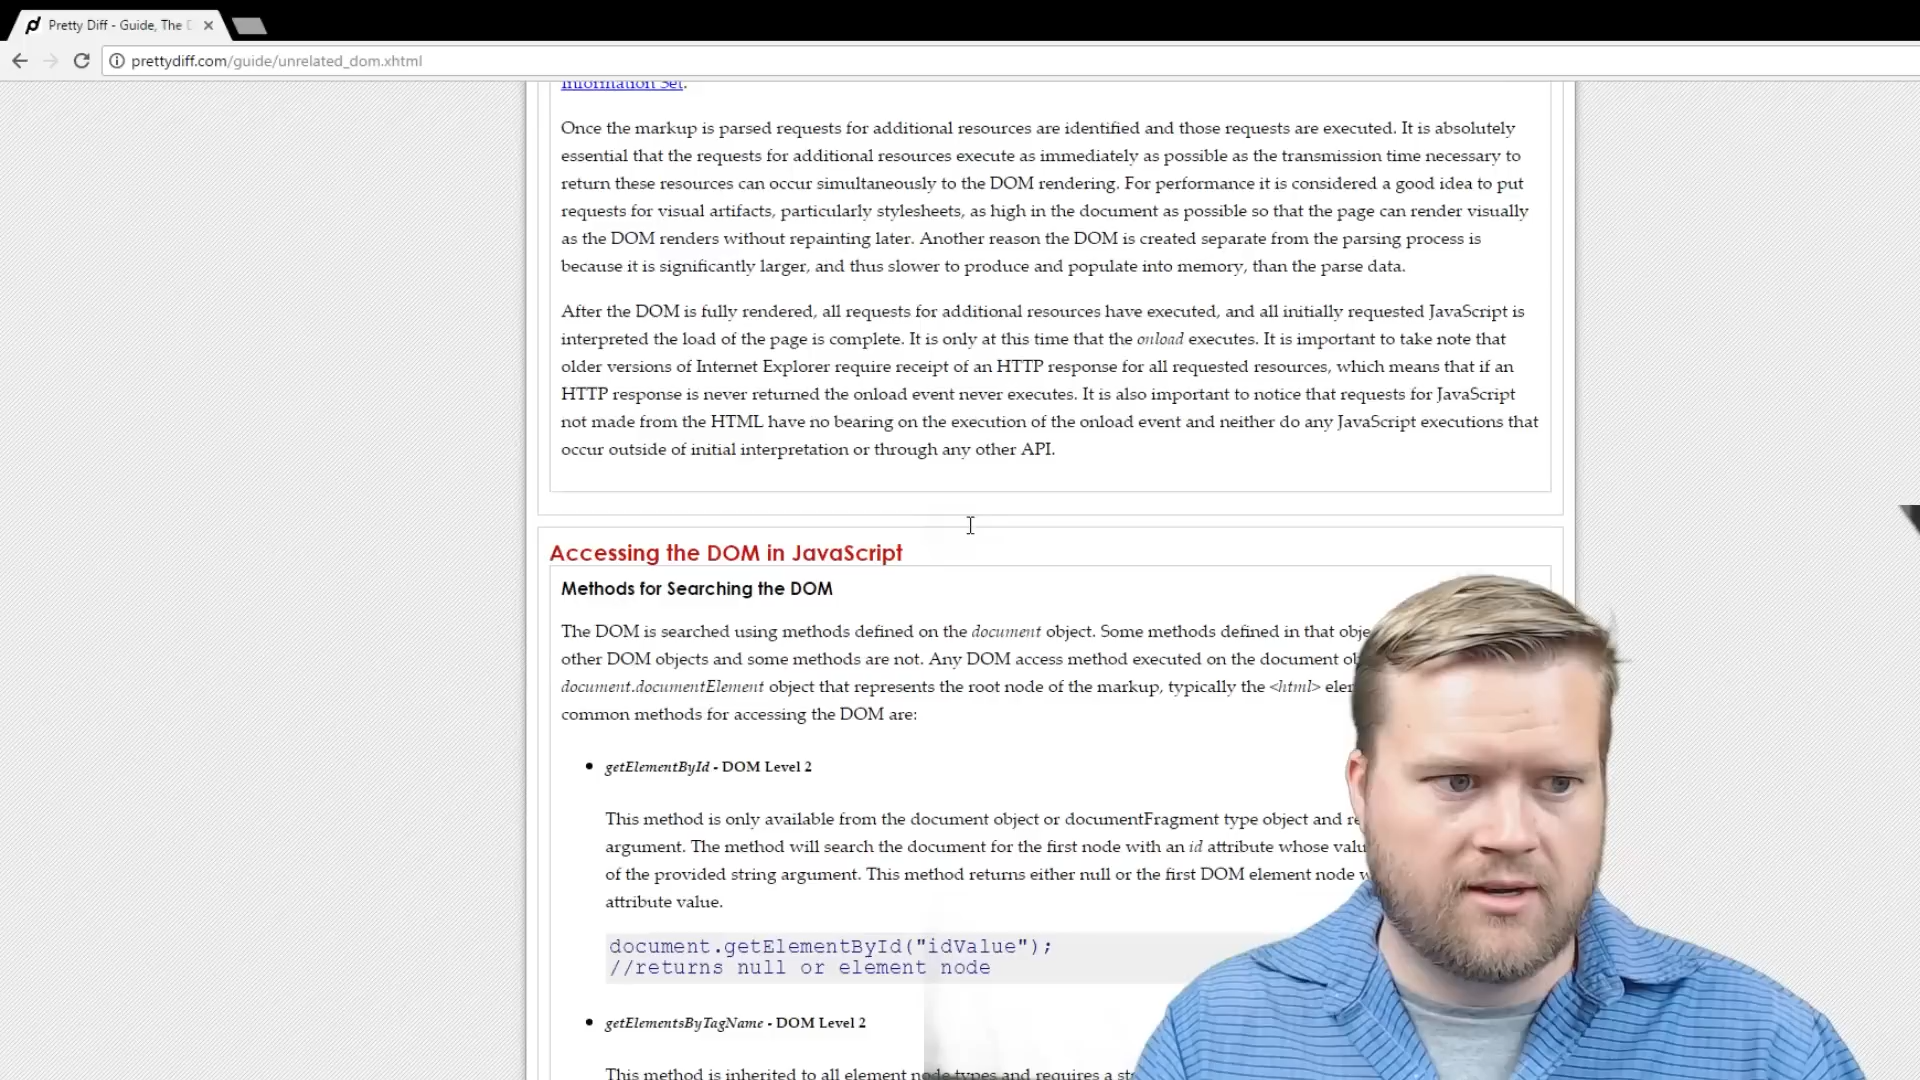 Pretty Diff - Guide, The
prettydiff.com/guide/unrelated_dom.xhtml
Information Set.
Once the markup is parsed requests for additional resources are identified and those requests are executed. It is absolutely
essential that the requests for additional resources execute as immediately as possible as the transmission time necessary to
return these resources can occur simultaneously to the DOM rendering. For performance it is considered a good idea to put
requests for visual artifacts, particularly stylesheets, as high in the document as possible so that the page can render visually
as the DOM renders without repainting later. Another reason the DOM is created separate from the parsing process is
because it is significantly larger, and thus slower to produce and populate into memory, than the parse data.
After the DOM is fully rendered, all requests for additional resources have executed, and all initially requested JavaScript is
interpreted the load of the page is complete. It is only at this time that the onload executes. It is important to take note that
older versions of Internet Explorer require receipt of an HTTP response for all requested resources, which means that if an
HTTP response is never returned the onload event never executes. It is also important to notice that requests for JavaScript
not made from the HTML have no bearing on the execution of the onload event and neither do any JavaScript executions that
occur outside of initial interpretation or through any other API.
Accessing the DOM in JavaScript
Methods for Searching the DOM
The DOM is searched using methods defined on the document object. Some methods defined in that
other DOM objects and some methods are not. Any DOM access method executed on the document
document.documentElement object that represents the root node of the markup, typically the <html>
common methods for accessing the DOM are:
• getElementById - DOM Level 2
This method is only available from the document object or documentFragment type object and
argument. The method will search the document for the first node with an id attribute whose
of the provided string argument. This method returns either null or the first DOM element node
attribute value.
document.getElementById("idValue");
//returns null or element node
• getElementsByTagName - DOM Level 2
This method is inherited to all element node types and requires a